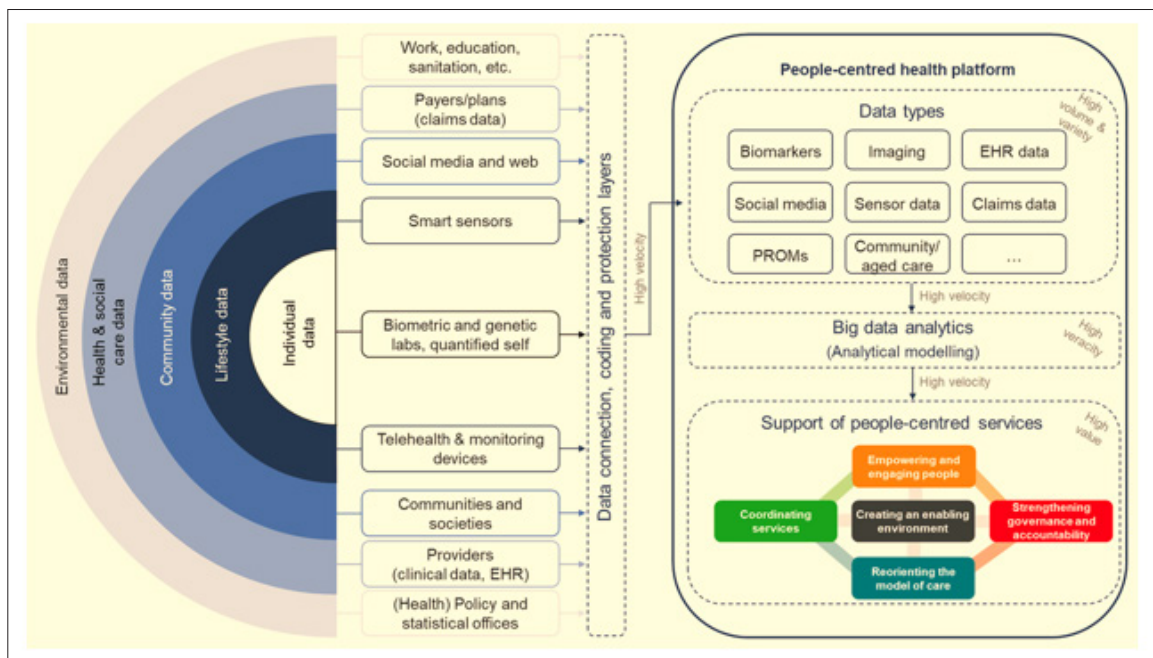 Environmental data
Health & social
care data
Community data
Lifestyle data
Individual
data
Work, education,
sanitation, etc.
Payers/plans
(claims data)
Social media and web
Smart sensors
Biometric and genetic
labs, quantified self
Telehealth & monitoring
devices
Communities and
societies
Providers
(clinical data, EHR)
(Health) Policy and
statistical offices
Data connection, coding and protection layers
High velocity
People-centred health platform
High
volume &
variety
Data types
Biomarkers
Imaging
EHR data
Social media
Sensor data
Claims data
PROMs
Community/
aged care
...
High velocity
Big data analytics
(Analytical modelling)
High
veracity
High velocity
Support of people-centred services
High
value
Empowering and
engaging people
Coordinating
services
Creating an enabling
environment
Strengthening
governance and
accountability
Reorienting the
model of care